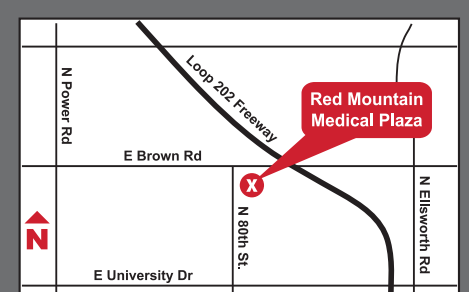 N Power Rd
Loop 202 Freeway
Red Mountain
Medical Plaza
E Brown Rd
X
N 80th St.
N Ellsworth Rd
N
E University Dr